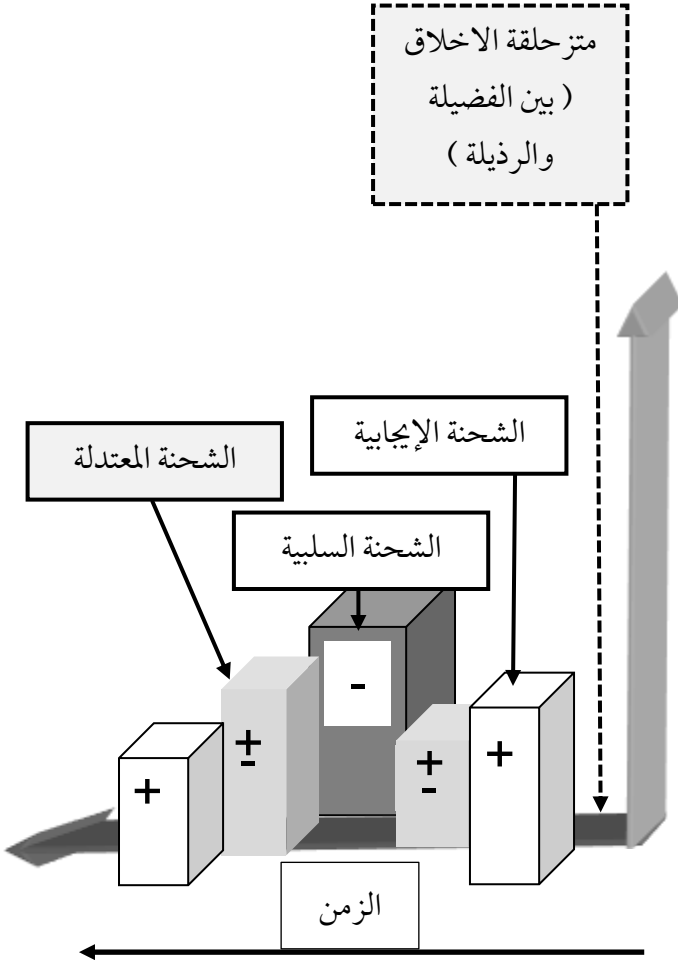 متزحلقة الاخلاق
( بين الفضيلة
والرذيلة )
الشحنة الإيجابية
الشحنة المعتدلة
الشحنة السلبية
-
+
+
-
+
-
+
الزمن